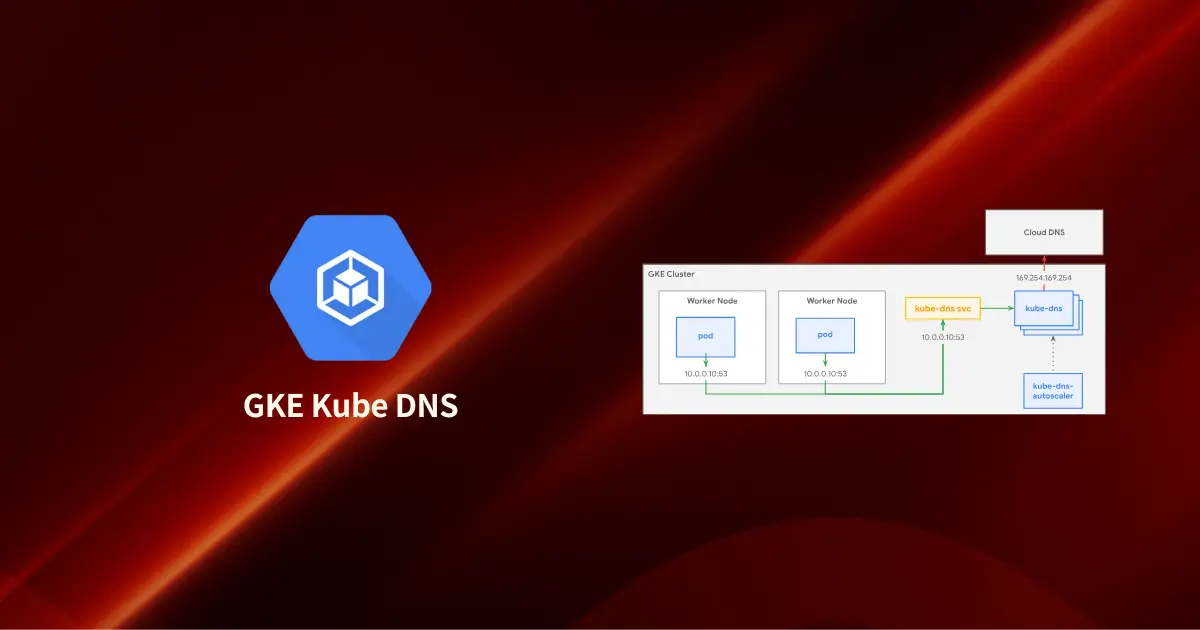 GKE Kube DNS
Cloud DNS
GKE Cluster
169.254.169.254
Worker Node
Worker Node
pod
pod
kube-dns svc
kube-dns
10.0.0.10:53
10.0.0.10:53
10.0.0.10:53
kube-dns-
autoscaler